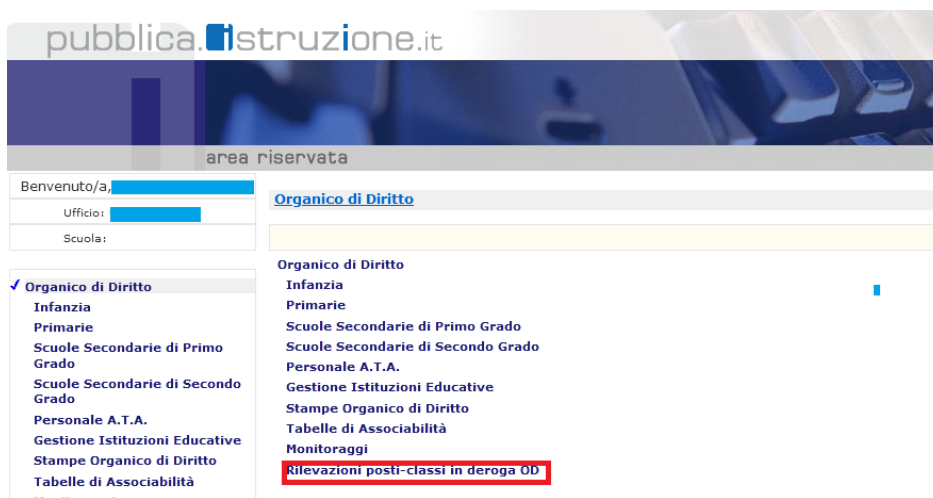 pubblica.istruzione.it
area riservata
Benvenuto/a,
Ufficio:
Scuola:
Organico di Diritto
Infanzia
Primarie
Scuole Secondarie di Primo
Grado
Scuole Secondarie di Secondo
Grado
Personale A.T.A.
Gestione Istituzioni Educative
Stampe Organico di Diritto
Tabelle di Associabilità
Organico di Diritto
Organico di Diritto
Infanzia
Primarie
Scuole Secondarie di Primo Grado
Scuole Secondarie di Secondo Grado
Personale A.T.A.
Gestione Istituzioni Educative
Stampe Organico di Diritto
Tabelle di Associabilità
Monitoraggi
Rilevazioni posti-classi in deroga OD